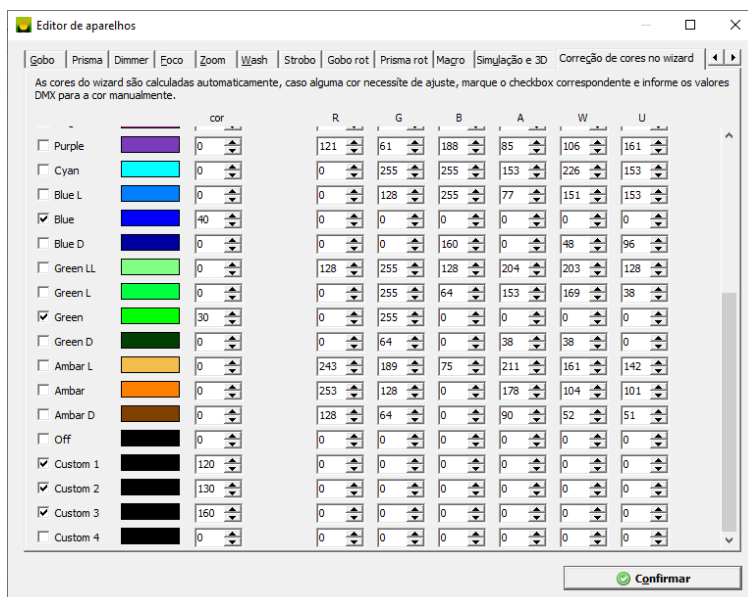 Editor de aparelhos
Gobo Prisma Dimmer Foco Zoom Wash Strobo Gobo rot Prisma rot Macro Simulação e 3D Correção de cores no wizard
As cores do wizard são calculadas automaticamente, caso alguma cor necessíte de ajuste, marque o checkbox correspondente e informe os valores
DMX para a cor manualmente.
cor R G B A W U
Purple 0 121 61 188 85 106 161
Cyan 0 0 255 255 153 226 153
Blue L 0 0 128 255 77 151 153
Blue 40 0 0 0 0 0 0
Blue D 0 0 0 160 0 48 96
Green LL 0 128 255 128 204 203 128
Green L 0 0 255 64 153 169 38
Green 30 0 255 0 0 0 0
Green D 0 0 64 0 38 38 0
Ambar L 0 243 189 75 211 161 142
Ambar 0 253 128 0 178 104 101
Ambar D 0 128 64 0 90 52 51
Off 0 0 0 0 0 0 0
Custom 1 120 0 0 0 0 0 0
Custom 2 130 0 0 0 0 0 0
Custom 3 160 0 0 0 0 0 0
Custom 4 0 0 0 0 0 0 0
Confirmar